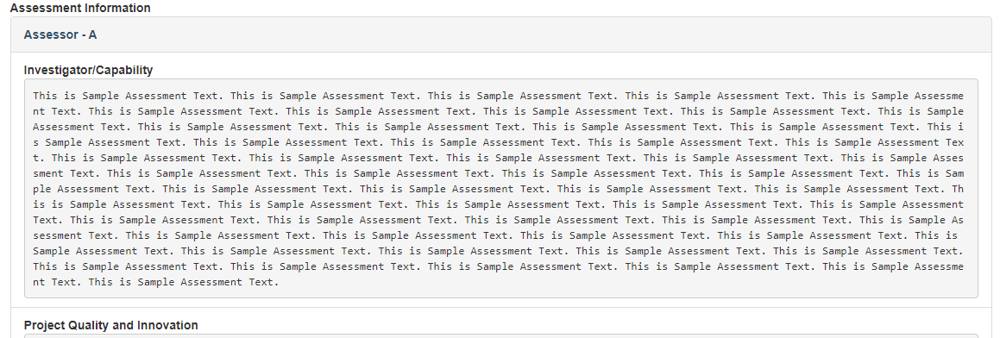 Assessment Information
Assessor - A
Investigator/Capability
This is Sample Assessment Text. This is Sample Assessment Text. This is Sample Assessment Text. This is Sample Assessment Text. This is Sample Assessme
nt Text. This is Sample Assessment Text. This is Sample Assessment Text. This is Sample Assessment Text. This is Sample Assessment Text. This is Sample
Assessment Text. This is Sample Assessment Text. This is Sample Assessment Text. This is Sample Assessment Text. This is Sample Assessment Text. This i
s Sample Assessment Text. This is Sample Assessment Text. This is Sample Assessment Text. This is Sample Assessment Text. This is Sample Assessment Tex
t. This is Sample Assessment Text. This is Sample Assessment Text. This is Sample Assessment Text. This is Sample Assessment Text. This is Sample Asses
sment Text. This is Sample Assessment Text. This is Sample Assessment Text. This is Sample Assessment Text. This is Sample Assessment Text. This is Sam
ple Assessment Text. This is Sample Assessment Text. This is Sample Assessment Text. This is Sample Assessment Text. This is Sample Assessment Text. Th
is is Sample Assessment Text. This is Sample Assessment Text. This is Sample Assessment Text. This is Sample Assessment Text. This is Sample Assessment
Text. This is Sample Assessment Text. This is Sample Assessment Text. This is Sample Assessment Text. This is Sample Assessment Text. This is Sample As
sessment Text. This is Sample Assessment Text. This is Sample Assessment Text. This is Sample Assessment Text. This is Sample Assessment Text. This is
Sample Assessment Text. This is Sample Assessment Text. This is Sample Assessment Text. This is Sample Assessment Text. This is Sample Assessment Text.
This is Sample Assessment Text. This is Sample Assessment Text. This is Sample Assessment Text. This is Sample Assessment Text. This is Sample Assessme
nt Text. This is Sample Assessment Text.
Project Quality and Innovation